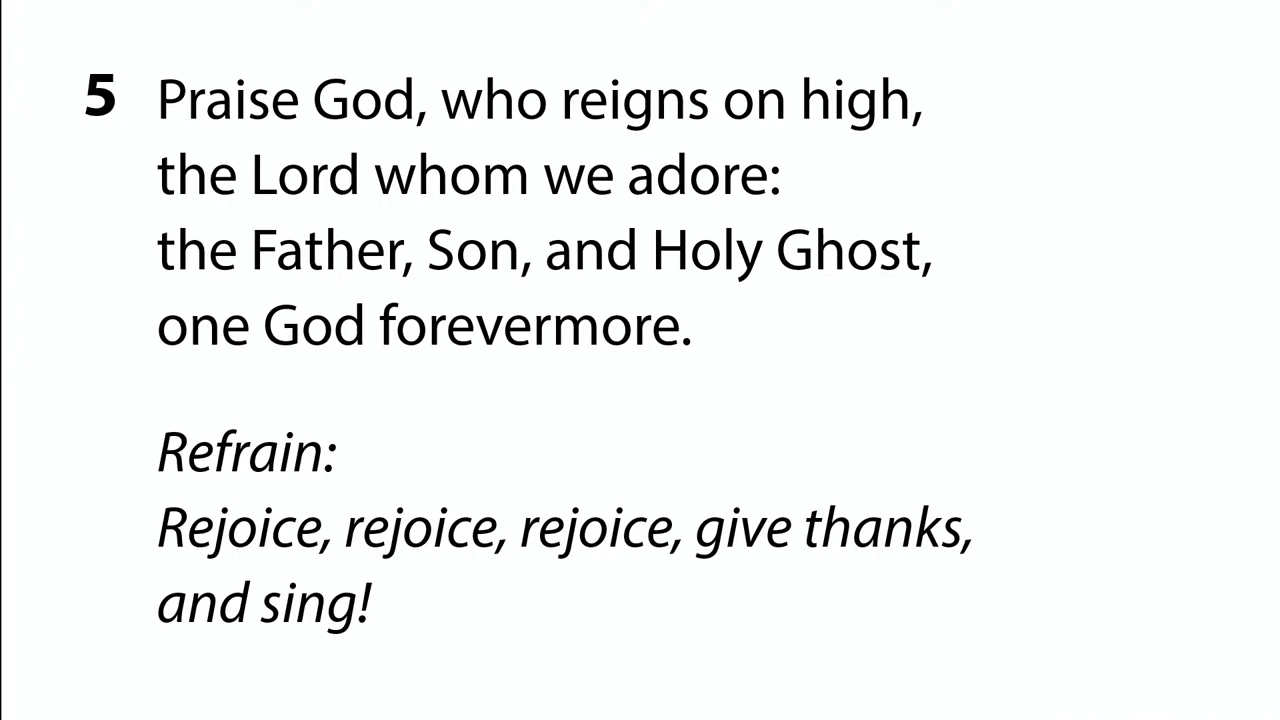 5 Praise God, who reigns on high,
the Lord whom we adore:
the Father, Son, and Holy Ghost,
one God forevermore.
Refrain:
Rejoice, rejoice, rejoice, give thanks,
and sing!